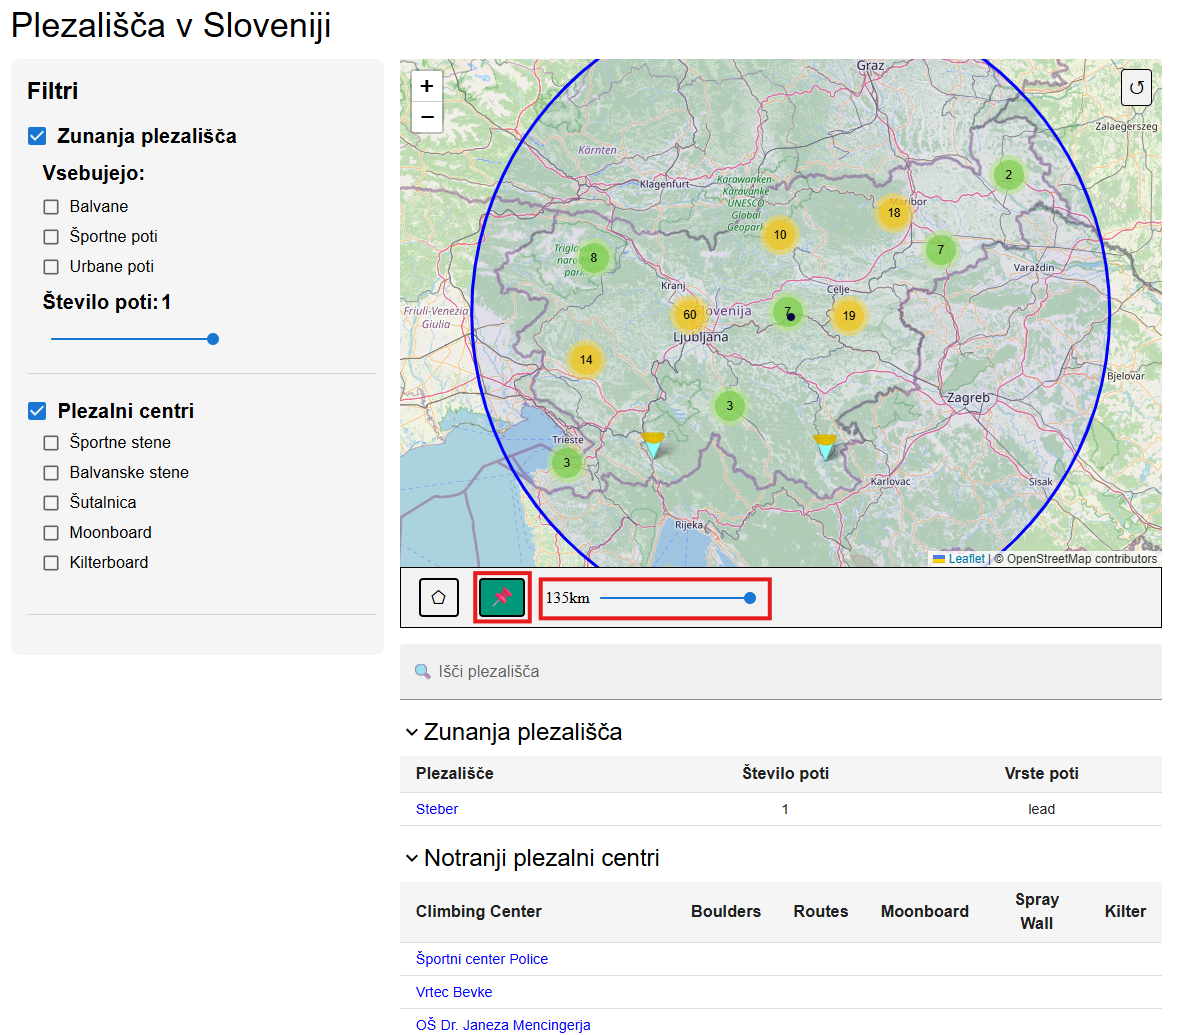 Plezališča v Sloveniji
Filtri
Zunanja plezališča
Vsebujejo:
Balvane
Športne poti
Urbane poti
Število poti: 1
Plezalni centri
Športne stene
Balvanske stene
Šutalnica
Moonboard
Kilterboard
+
−
↺
Graz
Zalaegerszeg
Kärnten
Klagenfurt
Karawanken-
Karavanke
UNESCO
Global
Geopark
2
Maribor
18
10
7
Triglavski
narodni
park
8
Varaždin
Kranj
Celje
Friuli-Venezia
Giulia
60
Slovenija
7
19
Ljubljana
14
Bjelovar
Zagreb
3
Trieste
3
Karlovac
Sisak
Rijeka
Leaflet | © OpenStreetMap contributors
135km
Išči plezališča
Zunanja plezališča
Plezališče Število poti Vrste poti
Steber 1 lead
Notranji plezalni centri
Climbing Center Boulders Routes Moonboard Spray Wall Kilter
Športni center Police
Vrtec Bevke
OŠ Dr. Janeza Mencingerja